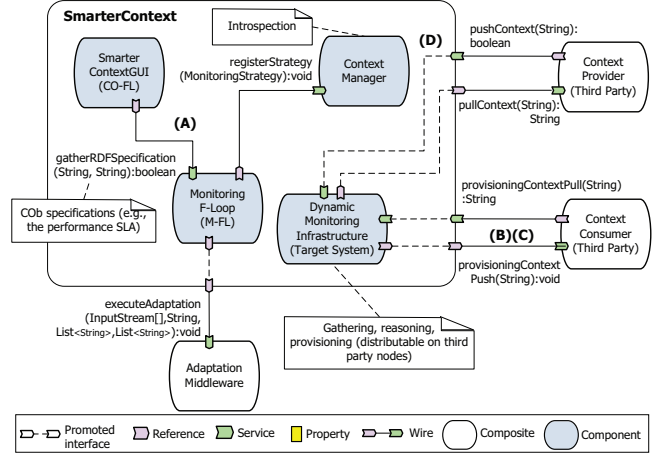 SmarterContext
Introspection
(D)
pushContext(String):
boolean
Smarter
ContextGUI
(CO-FL)
registerStrategy
(MonitoringStrategy):void
Context
Manager
Context
Provider
(Third Party)
(A)
pullContext(String):
String
gatherRDFSpecification
(String, String):boolean
Monitoring
F-Loop
(M-FL)
Dynamic
Monitoring
Infrastructure
(Target System)
provisioningContextPull(String)
:String
COb specifications (e.g.,
the performance SLA)
Context
Consumer
(Third Party)
(B)(C)
provisioningContext
Push(String):void
executeAdaptation
(InputStream[],String,
List<String>,List<String>):void
Gathering, reasoning,
provisioning (distributable on third
party nodes)
Adaptation
Middleware
Promoted
interface
Reference
Service
Property
Wire
Composite
Component